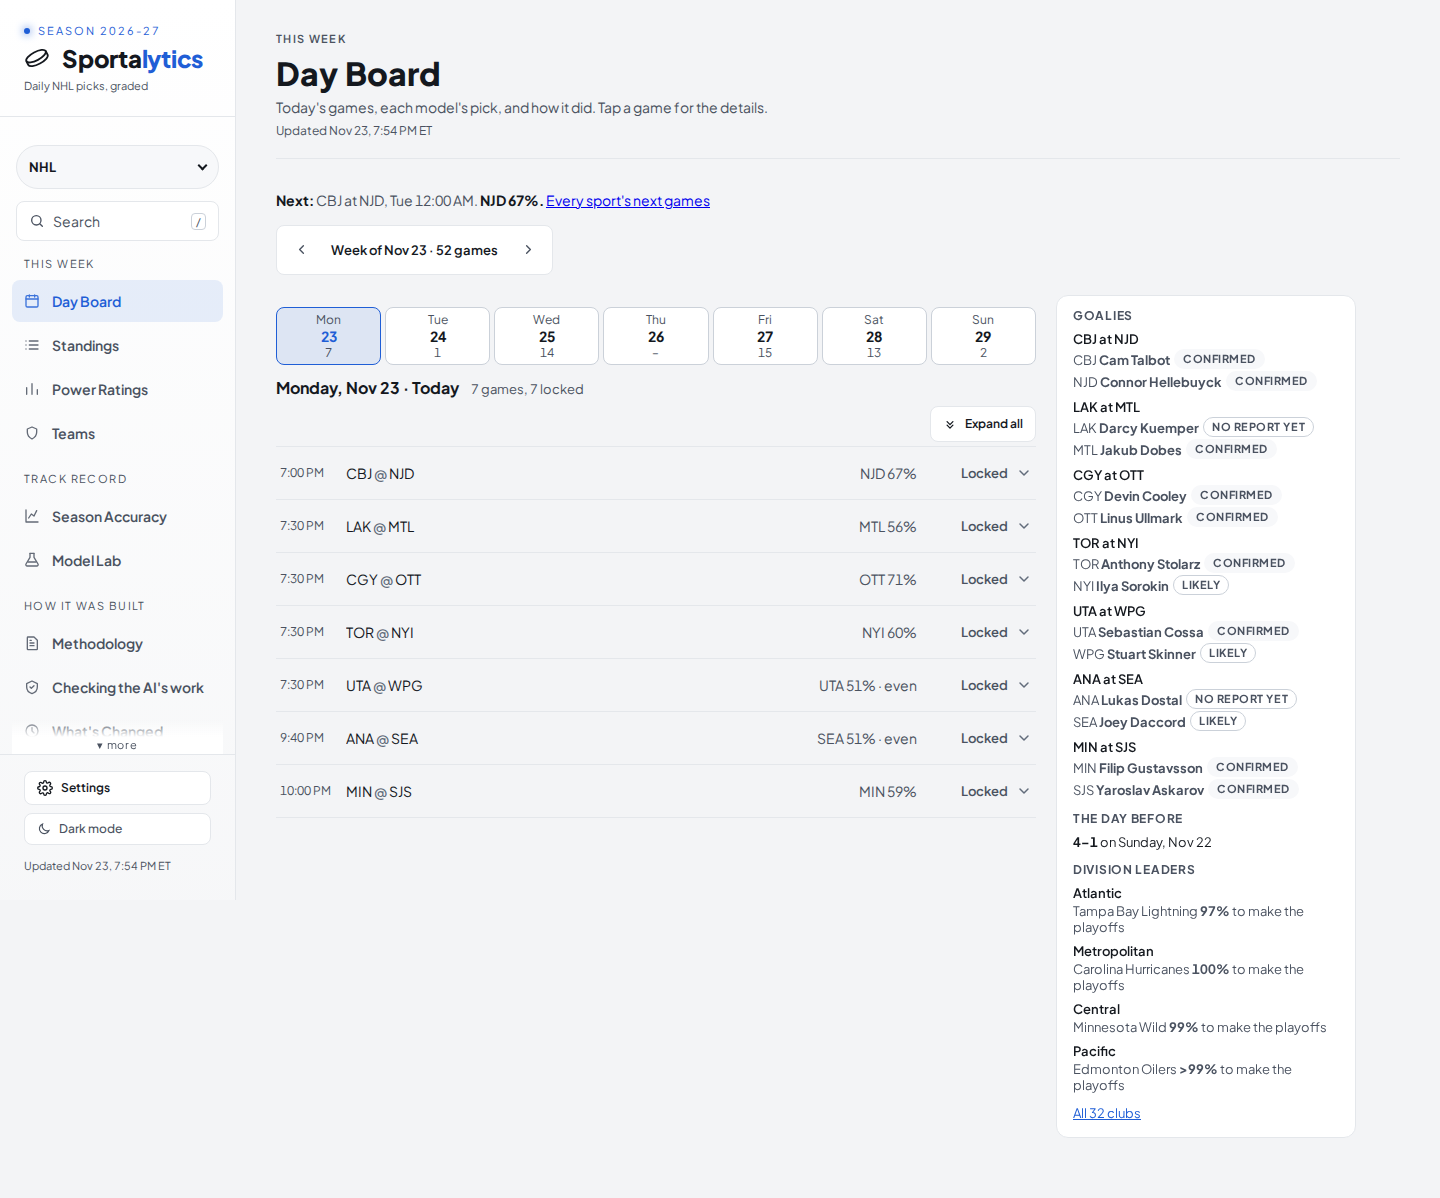 SEASON 2026-27
Sportalytics
Daily NHL picks, graded
NHL
Search /
THIS WEEK
Day Board
Standings
Power Ratings
Teams
TRACK RECORD
Season Accuracy
Model Lab
HOW IT WAS BUILT
Methodology
Checking the AI's work
What's Changed
▾ more
Settings
Dark mode
Updated Nov 23, 7:54 PM ET
THIS WEEK
Day Board
Today's games, each model's pick, and how it did. Tap a game for the details.
Updated Nov 23, 7:54 PM ET
Next: CBJ at NJD, Tue 12:00 AM. NJD 67%. Every sport's next games
Week of Nov 23 · 52 games
Mon 23 7
Tue 24 1
Wed 25 14
Thu 26 –
Fri 27 15
Sat 28 13
Sun 29 2
Monday, Nov 23 · Today 7 games, 7 locked
Expand all
7:00 PM CBJ @ NJD NJD 67% Locked
7:30 PM LAK @ MTL MTL 56% Locked
7:30 PM CGY @ OTT OTT 71% Locked
7:30 PM TOR @ NYI NYI 60% Locked
7:30 PM UTA @ WPG UTA 51% · even Locked
9:40 PM ANA @ SEA SEA 51% · even Locked
10:00 PM MIN @ SJS MIN 59% Locked
GOALIES
CBJ at NJD
CBJ Cam Talbot CONFIRMED
NJD Connor Hellebuyck CONFIRMED
LAK at MTL
LAK Darcy Kuemper NO REPORT YET
MTL Jakub Dobes CONFIRMED
CGY at OTT
CGY Devin Cooley CONFIRMED
OTT Linus Ullmark CONFIRMED
TOR at NYI
TOR Anthony Stolarz CONFIRMED
NYI Ilya Sorokin LIKELY
UTA at WPG
UTA Sebastian Cossa CONFIRMED
WPG Stuart Skinner LIKELY
ANA at SEA
ANA Lukas Dostal NO REPORT YET
SEA Joey Daccord LIKELY
MIN at SJS
MIN Filip Gustavsson CONFIRMED
SJS Yaroslav Askarov CONFIRMED
THE DAY BEFORE
4–1 on Sunday, Nov 22
DIVISION LEADERS
Atlantic
Tampa Bay Lightning 97% to make the
playoffs
Metropolitan
Carolina Hurricanes 100% to make the
playoffs
Central
Minnesota Wild 99% to make the playoffs
Pacific
Edmonton Oilers >99% to make the
playoffs
All 32 clubs